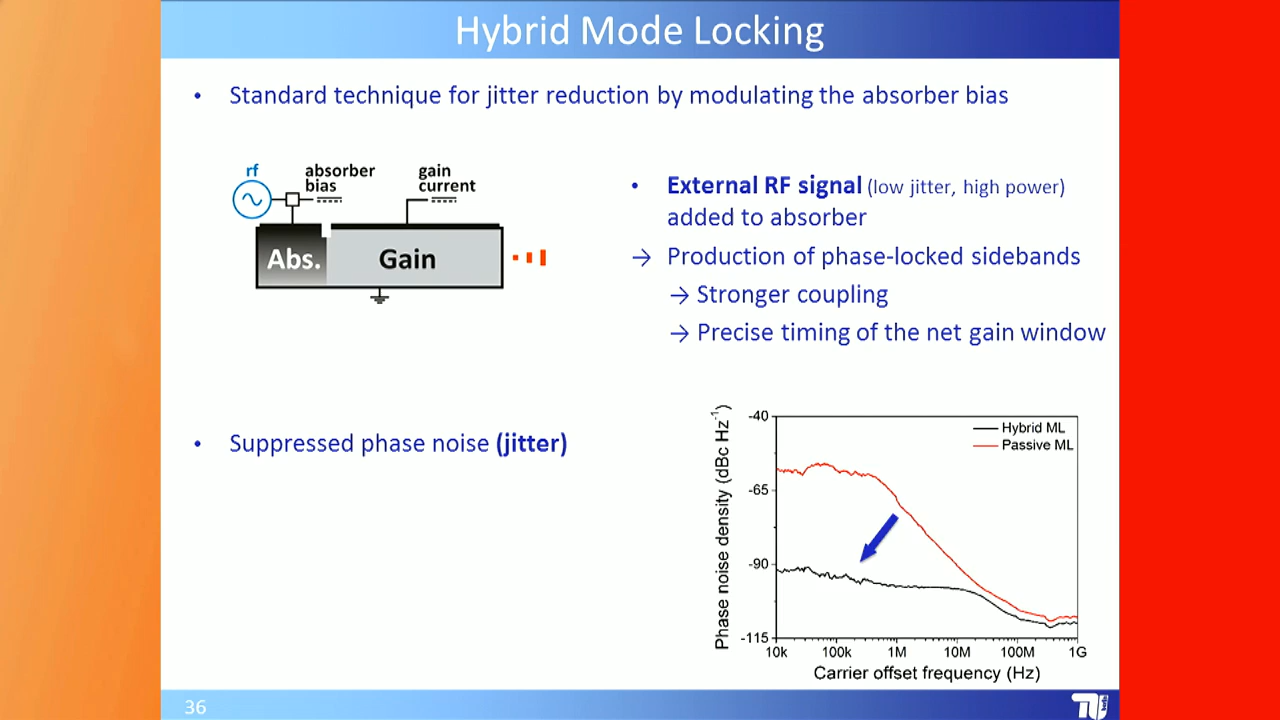 Hybrid Mode Locking
• Standard technique for jitter reduction by modulating the absorber bias
rf
absorber
bias
gain
current
Abs.
Gain
• External RF signal (low jitter, high power)
added to absorber
→ Production of phase-locked sidebands
→ Stronger coupling
→ Precise timing of the net gain window
• Suppressed phase noise (jitter)
Phase noise density (dBc Hz⁻¹)
-40
-65
-90
-115
Hybrid ML
Passive ML
10k 100k 1M 10M 100M 1G
Carrier offset frequency (Hz)
36